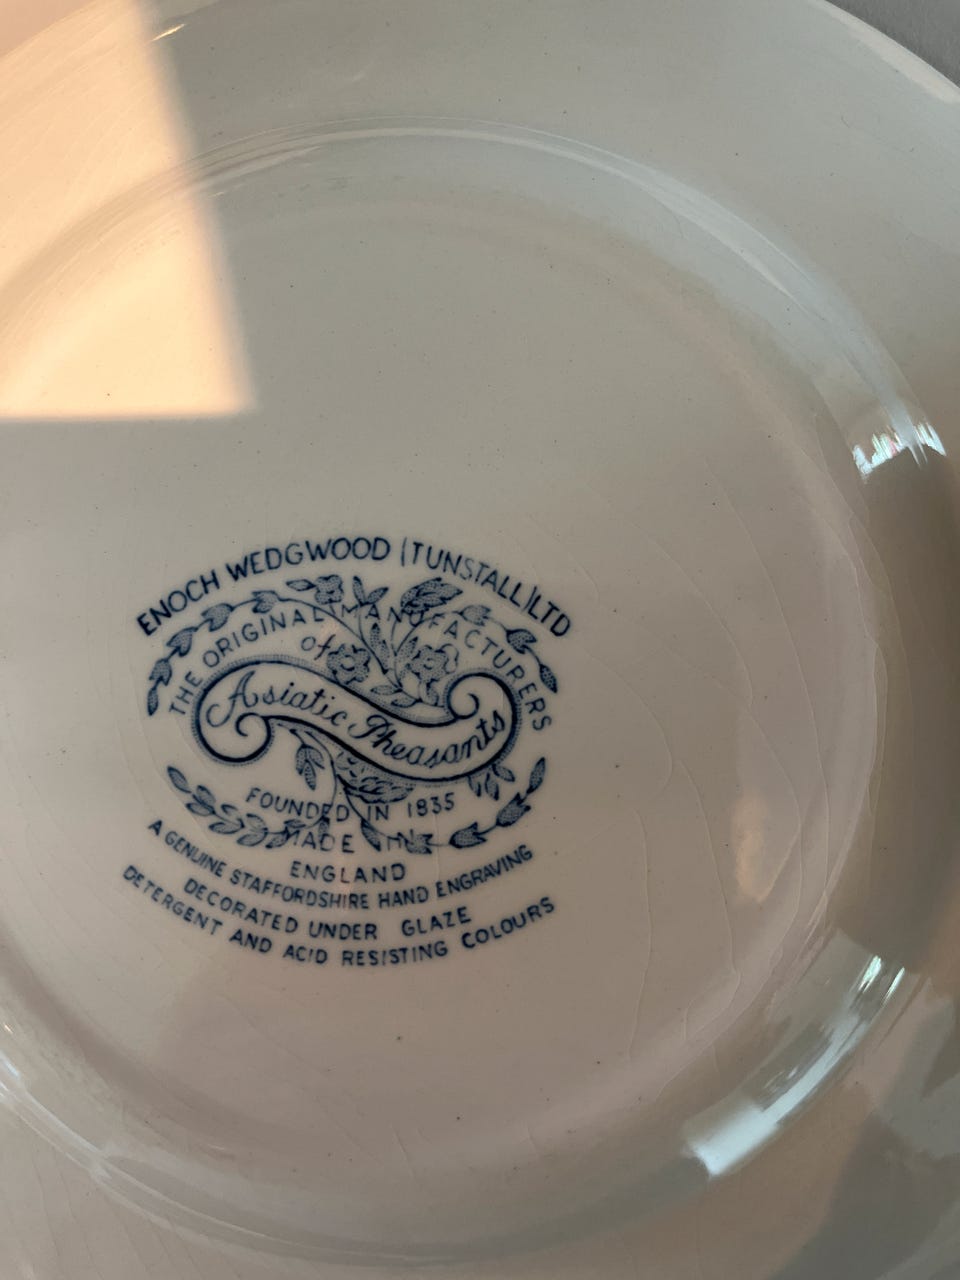 ENOCH WEDGWOOD (TUNSTALL) LTD
THE ORIGINAL MANUFACTURERS
of
Asiatic Pheasants
FOUNDED IN 1835
MADE IN
ENGLAND
A GENUINE STAFFORDSHIRE HAND ENGRAVING
DECORATED UNDER GLAZE
DETERGENT AND ACID RESISTING COLOURS